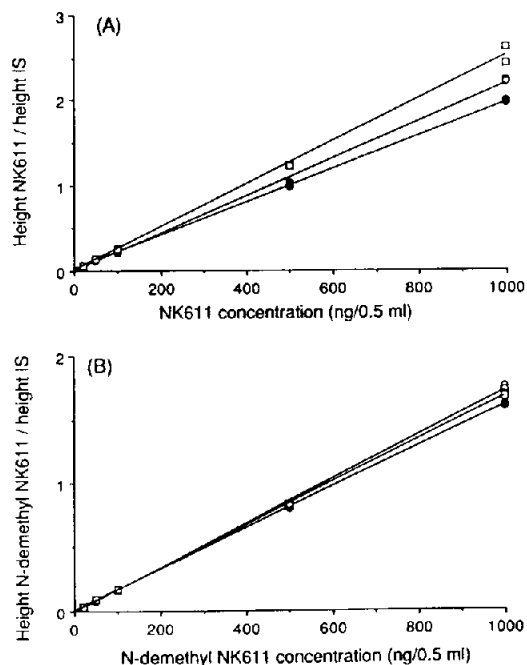 (A)
Height NK611 / height IS
3
2
1
0
0 200 400 600 800 1000
NK611 concentration (ng/0.5 ml)
(B)
Height N-demethyl NK611 / height IS
2
1
0
0 200 400 600 800 1000
N-demethyl NK611 concentration (ng/0.5 ml)